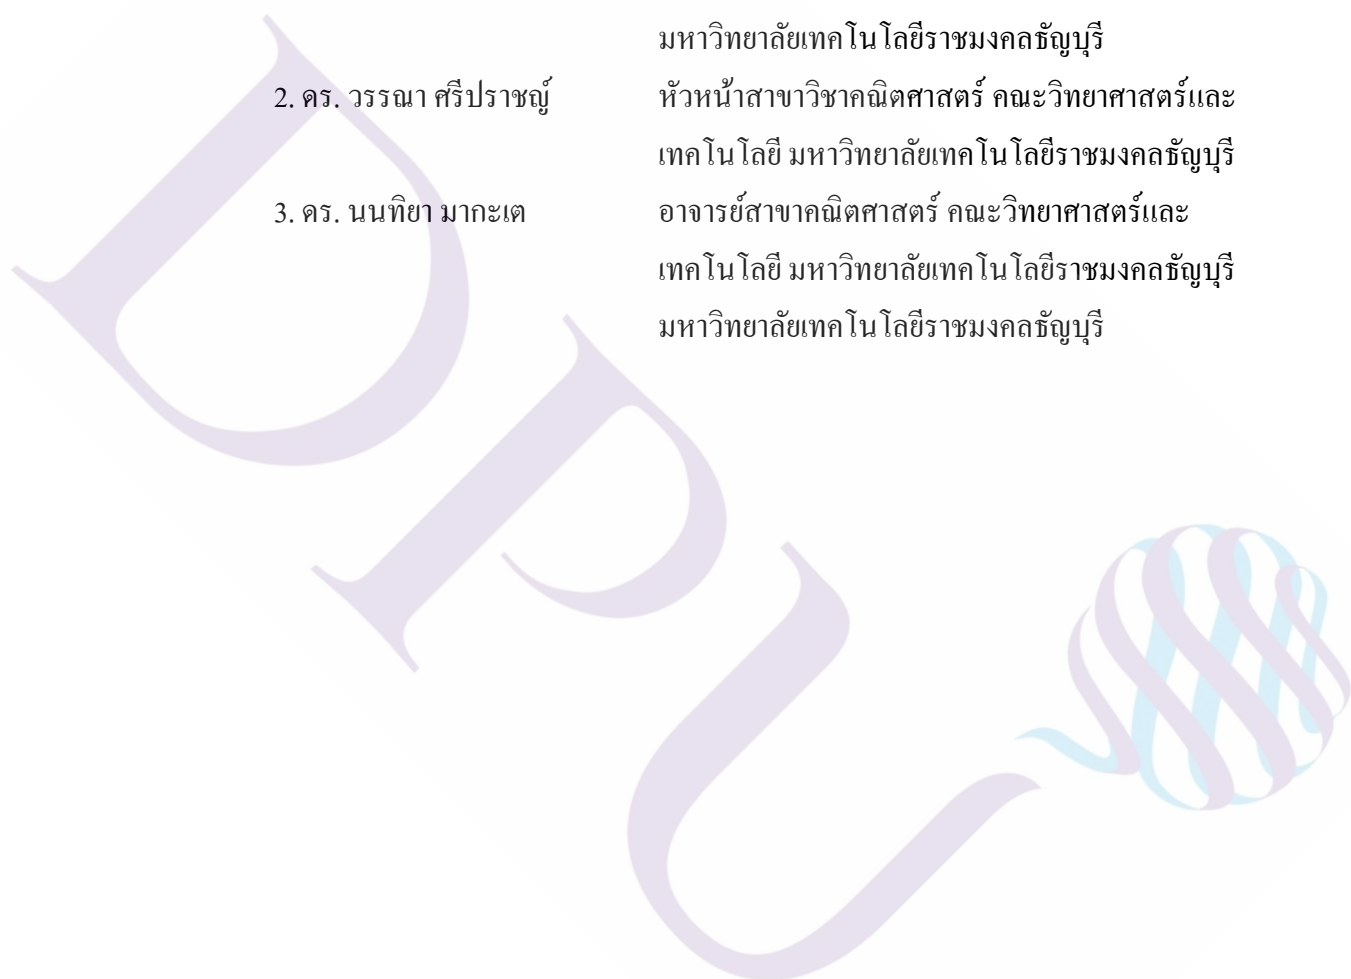 มหาวิทยาลัยเทคโนโลยีราชมงคลธัญบุรี
2. ดร. วรรณา ศรีปราชญ์ หัวหน้าสาขาวิชาคณิตศาสตร์ คณะวิทยาศาสตร์และ
เทคโนโลยี มหาวิทยาลัยเทคโนโลยีราชมงคลธัญบุรี
3. ดร. นนทิยา มากะเต อาจารย์สาขาคณิตศาสตร์ คณะวิทยาศาสตร์และ
เทคโนโลยี มหาวิทยาลัยเทคโนโลยีราชมงคลธัญบุรี
มหาวิทยาลัยเทคโนโลยีราชมงคลธัญบุรี
DPU